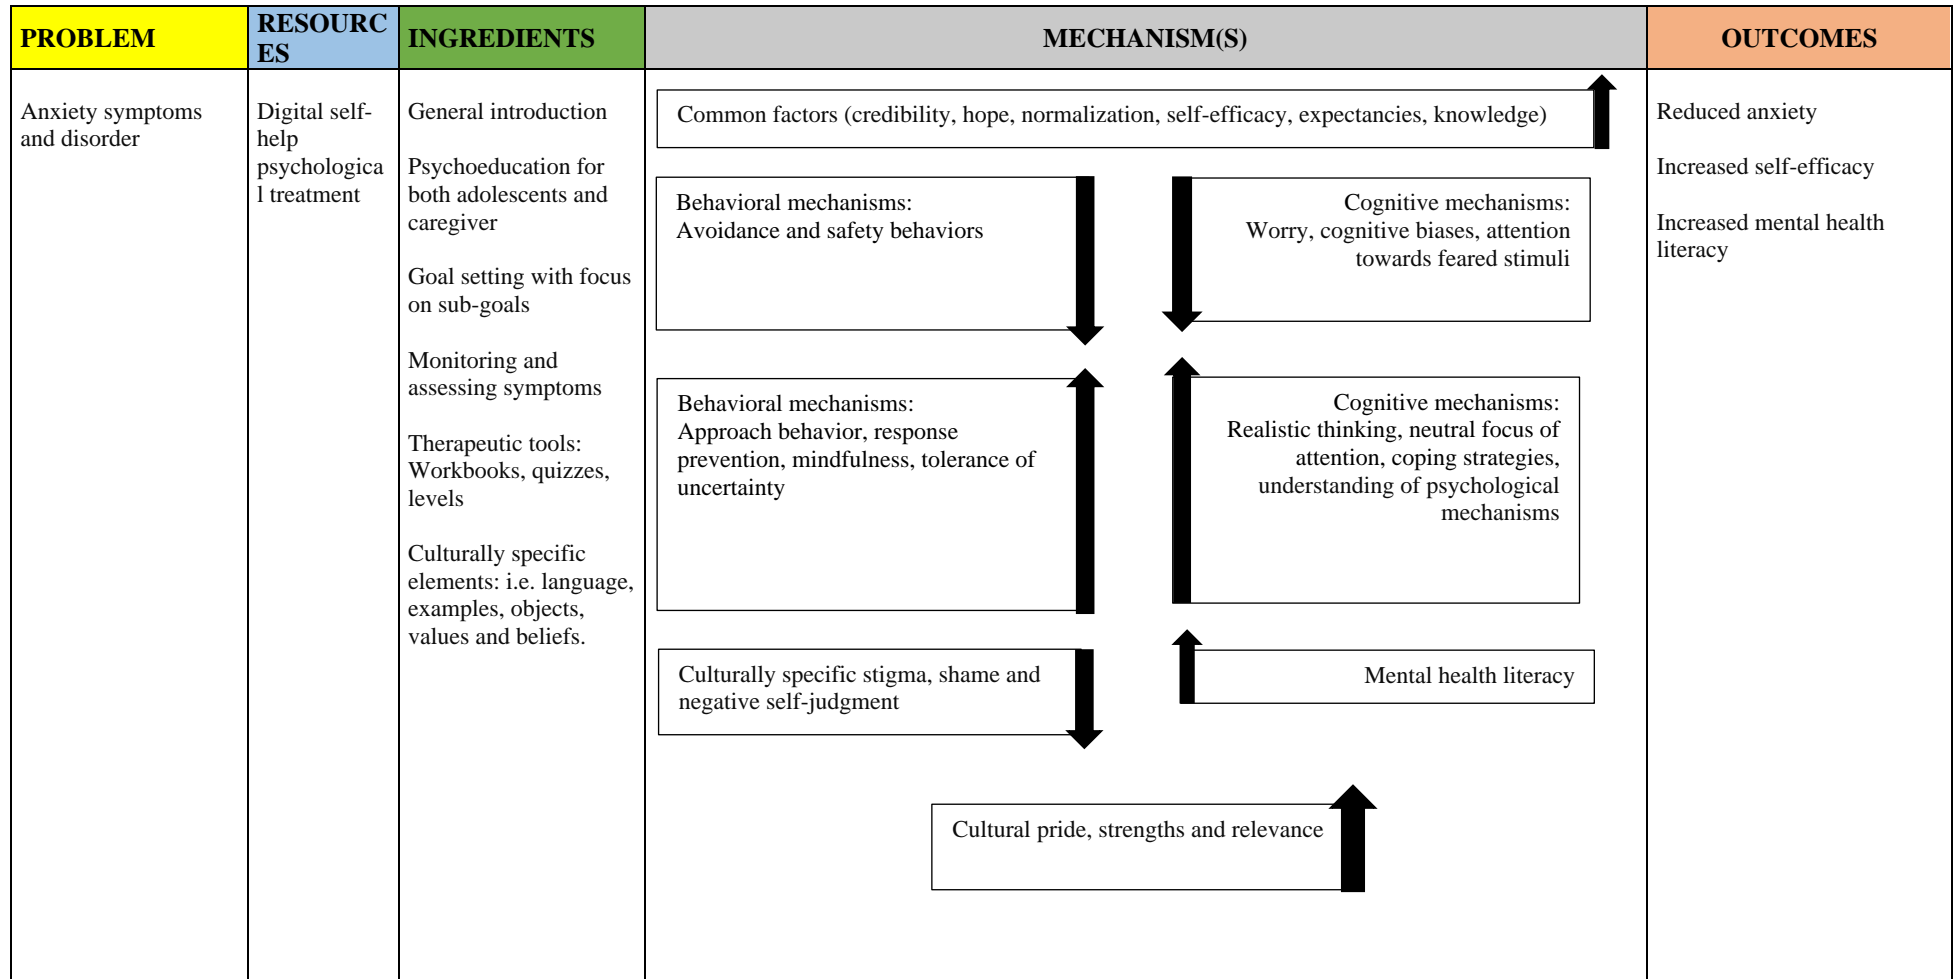 PROBLEM
RESOURC
ES
INGREDIENTS
MECHANISM(S)
OUTCOMES
Anxiety symptoms
and disorder
Digital self-
help
psychologica
l treatment
General introduction
Psychoeducation for
both adolescents and
caregiver
Goal setting with focus
on sub-goals
Monitoring and
assessing symptoms
Therapeutic tools:
Workbooks, quizzes,
levels
Culturally specific
elements: i.e. language,
examples, objects,
values and beliefs.
Common factors (credibility, hope, normalization, self-efficacy, expectancies, knowledge)
Behavioral mechanisms:
Avoidance and safety behaviors
Cognitive mechanisms:
Worry, cognitive biases, attention
towards feared stimuli
Behavioral mechanisms:
Approach behavior, response
prevention, mindfulness, tolerance of
uncertainty
Cognitive mechanisms:
Realistic thinking, neutral focus of
attention, coping strategies,
understanding of psychological
mechanisms
Culturally specific stigma, shame and
negative self-judgment
Mental health literacy
Cultural pride, strengths and relevance
Reduced anxiety
Increased self-efficacy
Increased mental health
literacy